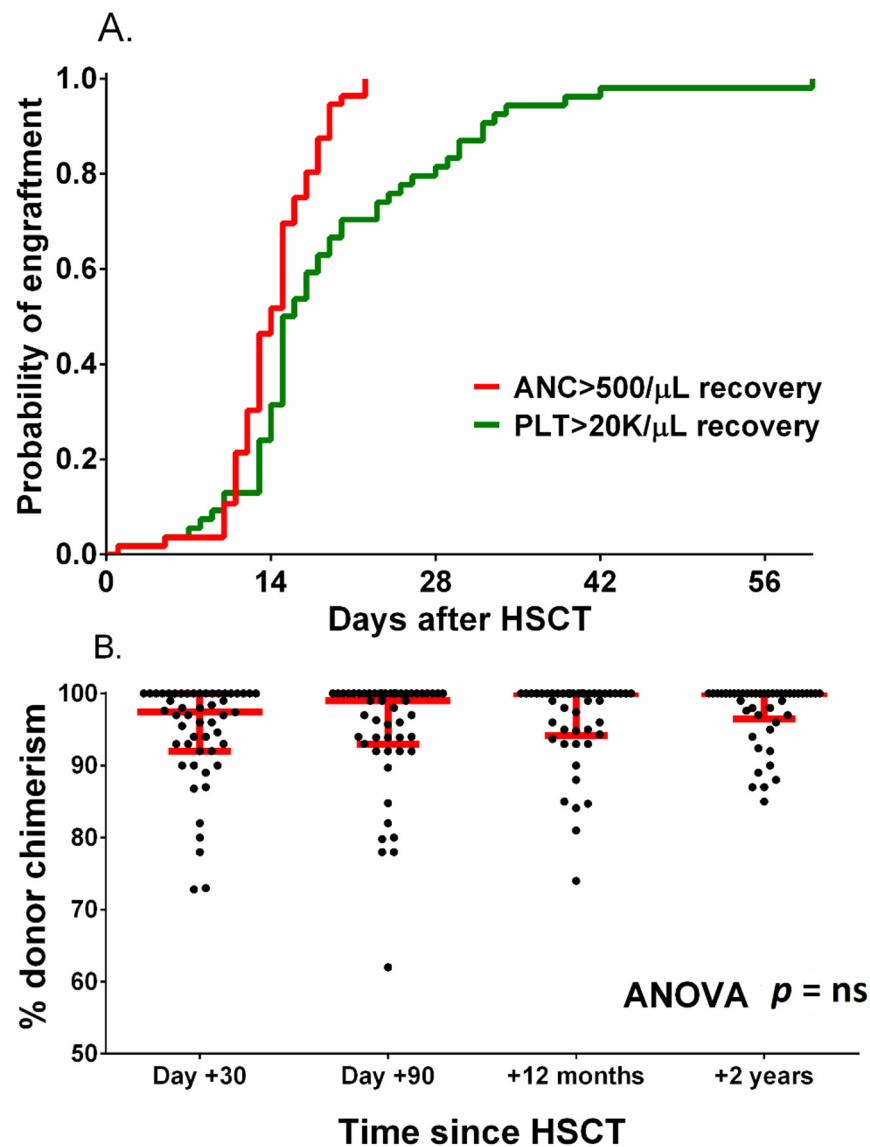 A.
Probability of engraftment
1.0
0.8
0.6
0.4
0.2
0.0
ANC>500/μL recovery
PLT>20K/μL recovery
0 14 28 42 56
Days after HSCT
B.
% donor chimerism
100
90
80
70
60
50
ANOVA p = ns
Day +30 Day +90 +12 months +2 years
Time since HSCT